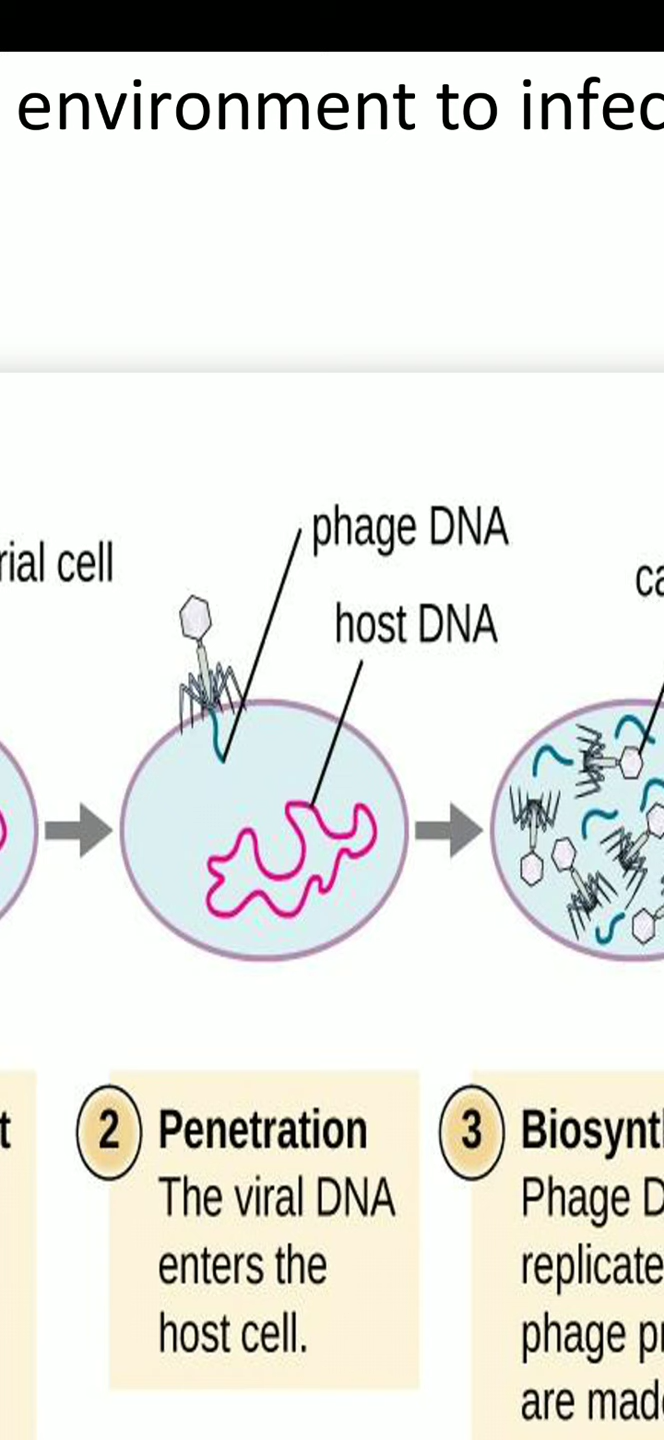 environment to infec
rial cell
phage DNA
host DNA
ca
t
2 Penetration
The viral DNA
enters the
host cell.
3 Biosynt
Phage D
replicate
phage p
are mad